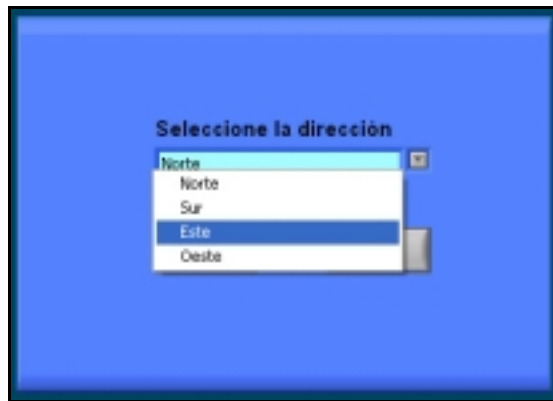 Seleccione la dirección
Norte
Norte
Sur
Este
Oeste